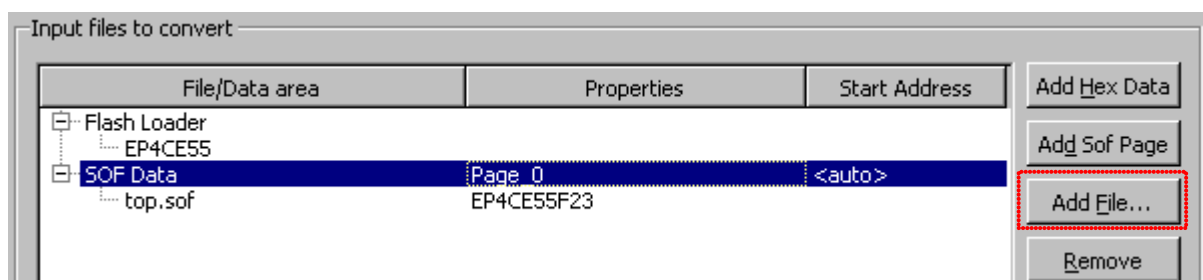 Input files to convert
File/Data area Properties Start Address Add Hex Data
Flash Loader
EP4CE55 Add Sof Page
SOF Data Page_0 <auto>
top.sof EP4CE55F23 Add File...
Remove